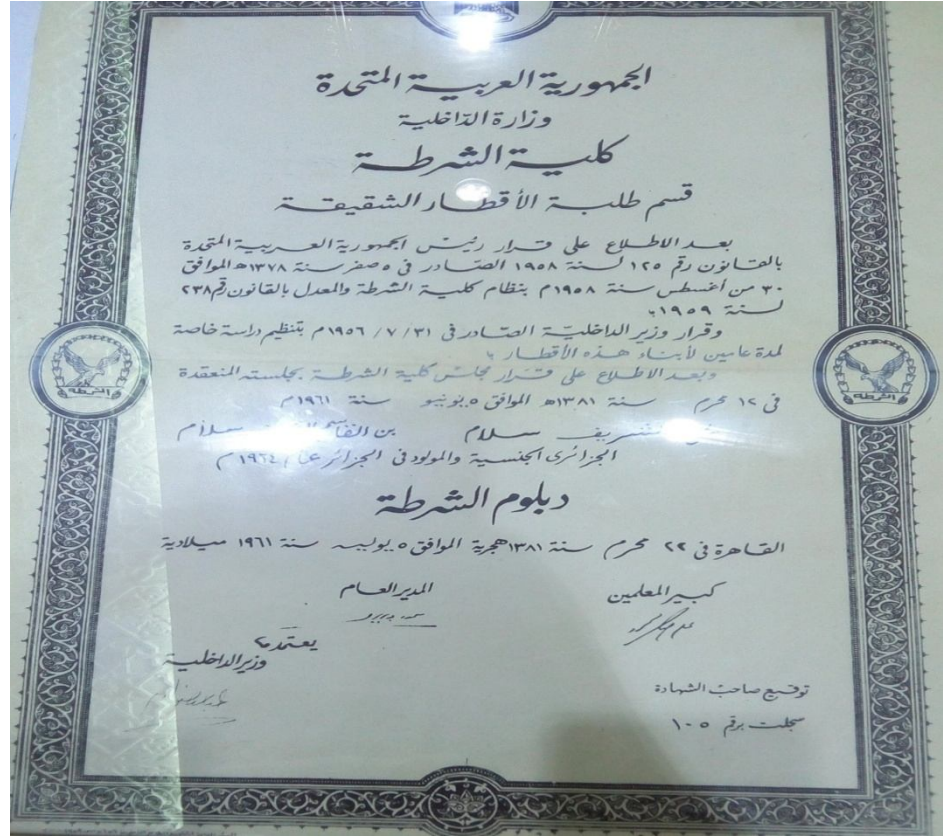 الجمهورية العربية المتحدة
وزارة الداخلية
كلية الشرطة
قسم طلبة الأقطار الشقيقة
بعد الاطلاع على قرار رئيس الجمهورية العربية المتحدة
بالقانون رقم ١٢٥ لسنة ١٩٥٨ الصادر في ٥ صفر سنة ١٣٧٨ هـ الموافق
٣٠ من أغسطس سنة ١٩٥٨م بنظام كلية الشرطة والمعدل بالقانون رقم ٢٣٨
لسنة ١٩٥٩
وقرار وزير الداخلية الصادر في ٣١ / ٧ / ١٩٥٦م بتنظيم دراسة خاصة
لمدة عامين لأبناء هذه الأقطار
وبعد الاطلاع على قرار مجلس كلية الشرطة بجلسته المنعقدة
في ١٢ محرم سنة ١٣٨١هـ الموافق ٥ يونيو سنة ١٩٦١م
شريف سلام بن سلام
الجزائري الجنسية والمولود في الجزائر عام
دبلوم الشرطة
القاهرة في ٢٢ محرم سنة ١٣٨١ هجرية الموافق ٥ يوليه سنة ١٩٦١ ميلادية
كبير المعلمين
المدير العام
يعتمد
وزير الداخلية
توقيع صاحب الشهادة
سجلت برقم ١٠٥
الشرطة
الشرطة